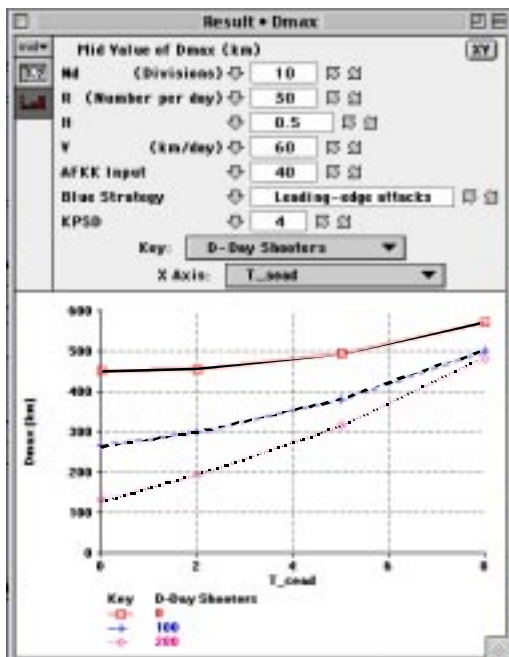 Result • Dmax
mid
Mid Value of Dmax (km)
XY
Nd (Divisions) 10
R (Number per day) 50
H 0.5
V (km/day) 60
AFKK Input 40
Blue Strategy Leading-edge attacks
KPSD 4
Key: D-Day Shooters
X Axis: T_sead
600
500
400
300
200
100
0
Dmax (km)
0 2 4 6 8
T_sead
Key D-Day Shooters
0
100
200